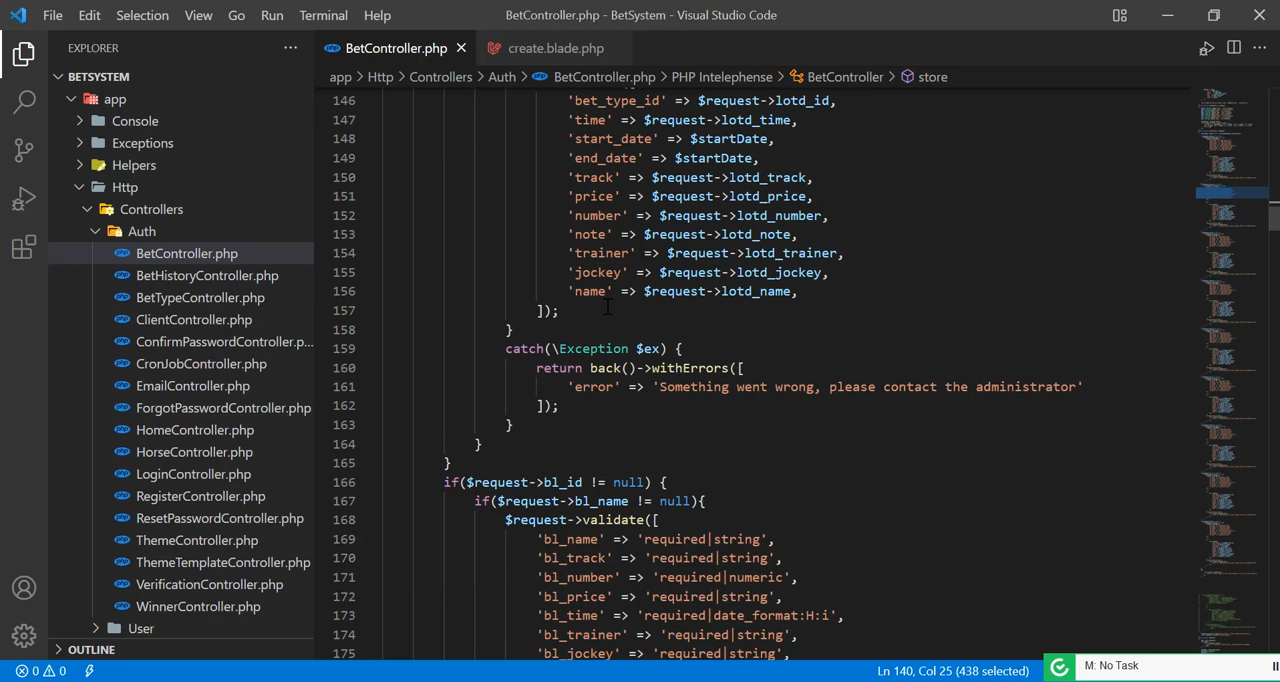 File Edit Selection View Go Run Terminal Help BetController.php - BetSystem - Visual Studio Code
EXPLORER ··· BetController.php create.blade.php ···
BETSYSTEM app > Http > Controllers > Auth > BetController.php > PHP Intelephense > BetController > store
app
Console
Exceptions
Helpers
Http
Controllers
Auth
BetController.php
BetHistoryController.php
BetTypeController.php
ClientController.php
ConfirmPasswordController.p...
CronJobController.php
EmailController.php
ForgotPasswordController.php
HomeController.php
HorseController.php
LoginController.php
RegisterController.php
ResetPasswordController.php
ThemeController.php
ThemeTemplateController.php
VerificationController.php
WinnerController.php
User
OUTLINE
146 'bet_type_id' => $request->lotd_id,
147 'time' => $request->lotd_time,
148 'start_date' => $startDate,
149 'end_date' => $startDate,
150 'track' => $request->lotd_track,
151 'price' => $request->lotd_price,
152 'number' => $request->lotd_number,
153 'note' => $request->lotd_note,
154 'trainer' => $request->lotd_trainer,
155 'jockey' => $request->lotd_jockey,
156 'name' => $request->lotd_name,
157 ]);
158 }
159 catch(\Exception $ex) {
160 return back()->withErrors([
161 'error' => 'Something went wrong, please contact the administrator'
162 ]);
163 }
164 }
165 }
166 if($request->bl_id != null) {
167 if($request->bl_name != null){
168 $request->validate([
169 'bl_name' => 'required|string',
170 'bl_track' => 'required|string',
171 'bl_number' => 'required|numeric',
172 'bl_price' => 'required|string',
173 'bl_time' => 'required|date_format:H:i',
174 'bl_trainer' => 'required|string',
175 'bl_jockey' => 'required|string',
0 0 Ln 140, Col 25 (438 selected) M: No Task